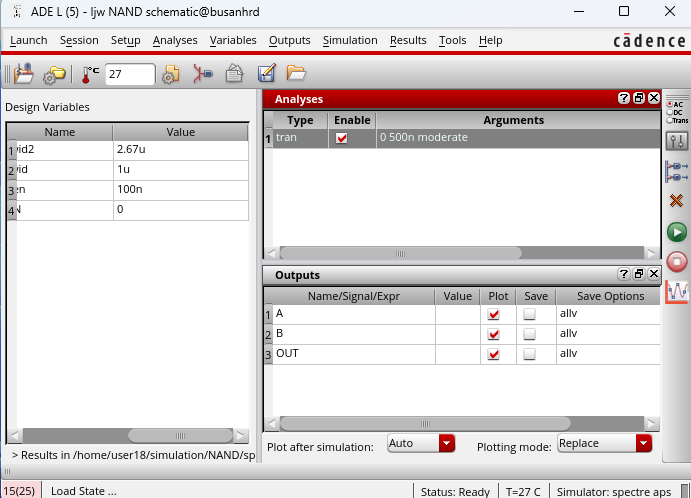 ADE L (5) - ljw NAND schematic@busanhrd
Launch Session Setup Analyses Variables Outputs Simulation Results Tools Help
cādence
°C 27
Design Variables
Name Value
1 vid2 2.67u
2 vid 1u
3 en 100n
4 N 0
> Results in /home/user18/simulation/NAND/sp
Analyses
Type Enable Arguments
1 tran 0 500n moderate
Outputs
Name/Signal/Expr Value Plot Save Save Options
1 A allv
2 B allv
3 OUT allv
Plot after simulation: Auto Plotting mode: Replace
AC
DC
Trans
15(25) Load State ... Status: Ready T=27 C Simulator: spectre aps